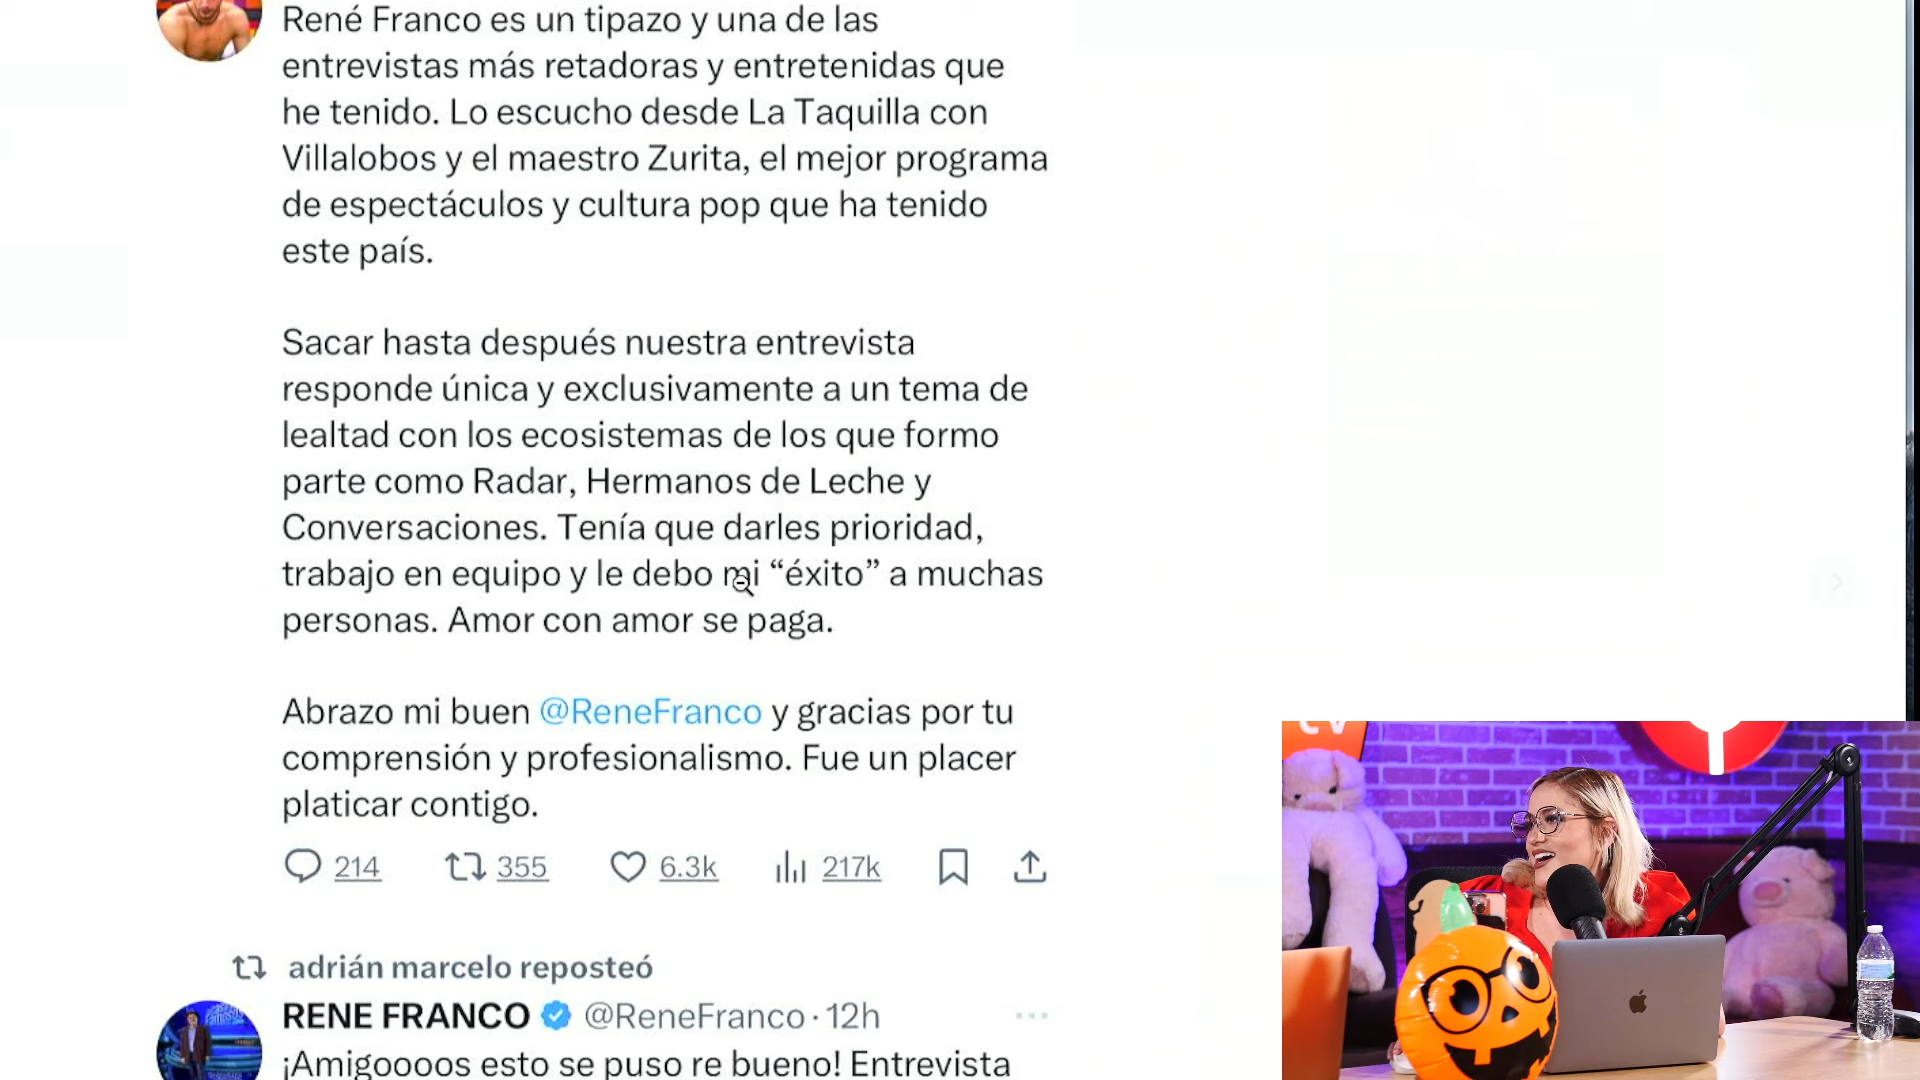 René Franco es un tipazo y una de las
entrevistas más retadoras y entretenidas que
he tenido. Lo escucho desde La Taquilla con
Villalobos y el maestro Zurita, el mejor programa
de espectáculos y cultura pop que ha tenido
este país.
Sacar hasta después nuestra entrevista
responde única y exclusivamente a un tema de
lealtad con los ecosistemas de los que formo
parte como Radar, Hermanos de Leche y
Conversaciones. Tenía que darles prioridad,
trabajo en equipo y le debo mi “éxito” a muchas
personas. Amor con amor se paga.
Abrazo mi buen @ReneFranco y gracias por tu
comprensión y profesionalismo. Fue un placer
platicar contigo.
214 355 6.3k 217k
adrián marcelo reposteó
RENE FRANCO @ReneFranco · 12h
¡Amigoooos esto se puso re bueno! Entrevista
tv